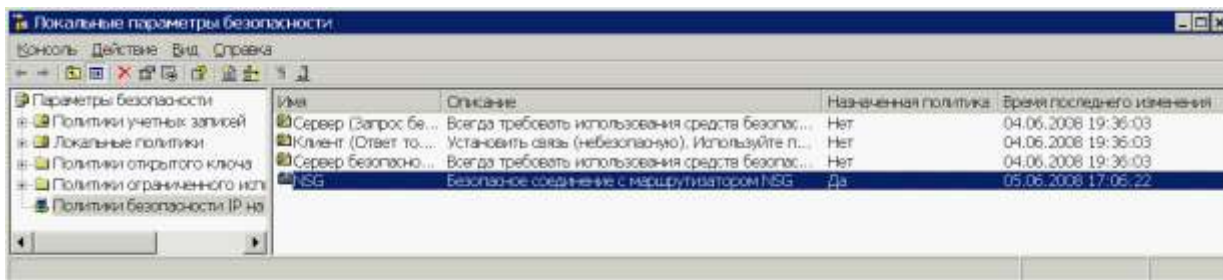 Локальные параметры безопасности
Консоль Действие Вид Справка
Параметры безопасности
Политики учетных записей
Локальные политики
Политики открытого ключа
Политики ограниченного исп
Политики безопасности IP на
Имя Описание Назначенная политика Время последнего изменения
Сервер (Запрос бе... Всегда требовать использования средств безопас... Нет 04.06.2008 19:36:03
Клиент (Ответ то... Установить связь (небезопасную). Используйте п... Нет 04.06.2008 19:36:03
Сервер безопасно... Всегда требовать использования средств безопас... Нет 04.06.2008 19:36:03
NSG Безопасное соединение с маршрутизатором NSG Да 05.06.2008 17:06:22